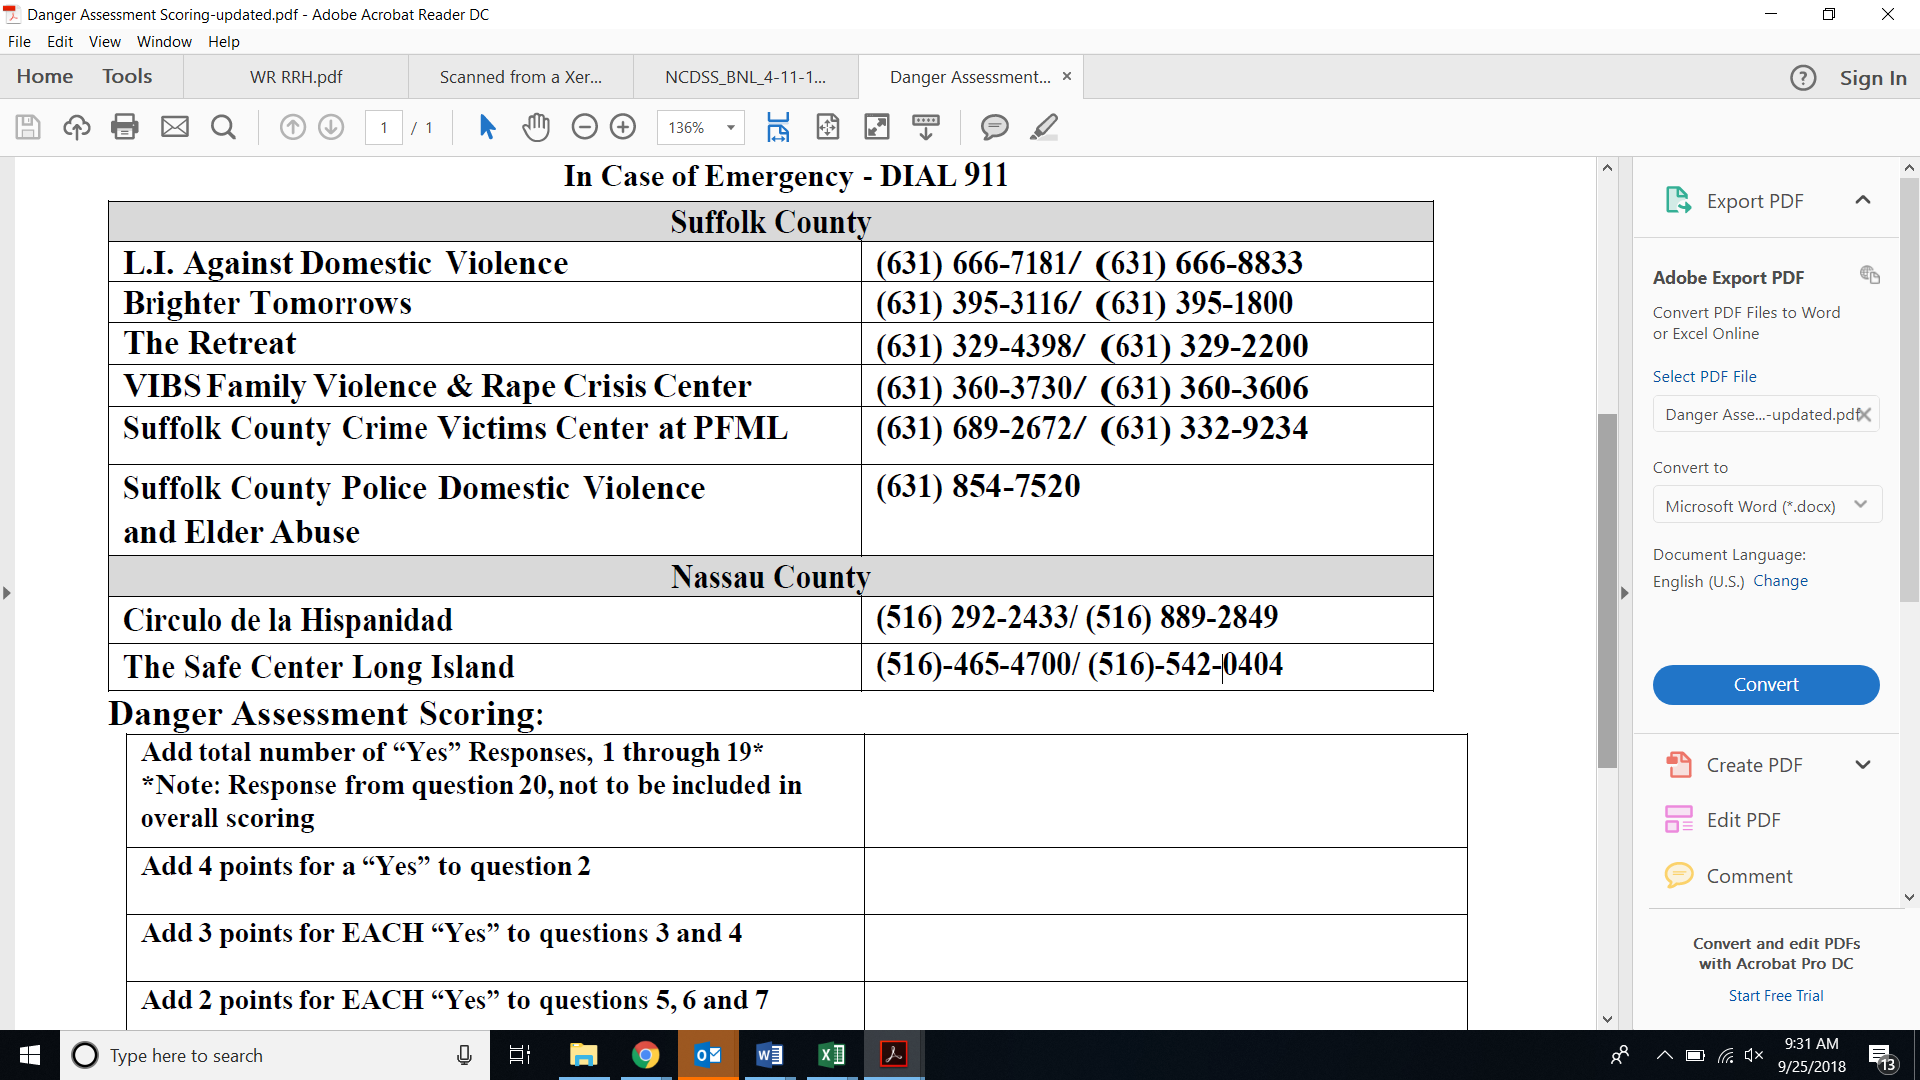 Danger Assessment Scoring-updated.pdf - Adobe Acrobat Reader DC
File Edit View Window Help
Home Tools WR RRH.pdf Scanned from a Xer... NCDSS_BNL_4-11-1... Danger Assessment... × ? Sign In
1 / 1 136%
In Case of Emergency - DIAL 911
Suffolk County
L.I. Against Domestic Violence (631) 666-7181/ (631) 666-8833
Brighter Tomorrows (631) 395-3116/ (631) 395-1800
The Retreat (631) 329-4398/ (631) 329-2200
VIBS Family Violence & Rape Crisis Center (631) 360-3730/ (631) 360-3606
Suffolk County Crime Victims Center at PFML (631) 689-2672/ (631) 332-9234
Suffolk County Police Domestic Violence (631) 854-7520
and Elder Abuse
Nassau County
Circulo de la Hispanidad (516) 292-2433/ (516) 889-2849
The Safe Center Long Island (516)-465-4700/ (516)-542-0404
Danger Assessment Scoring:
Add total number of “Yes” Responses, 1 through 19*
*Note: Response from question 20, not to be included in
overall scoring
Add 4 points for a “Yes” to question 2
Add 3 points for EACH “Yes” to questions 3 and 4
Add 2 points for EACH “Yes” to questions 5, 6 and 7
Export PDF
Adobe Export PDF
Convert PDF Files to Word
or Excel Online
Select PDF File
Danger Asse...-updated.pdf
Convert to
Microsoft Word (*.docx)
Document Language:
English (U.S.) Change
Convert
Create PDF
Edit PDF
Comment
Convert and edit PDFs
with Acrobat Pro DC
Start Free Trial
Type here to search
9:31 AM
9/25/2018
13